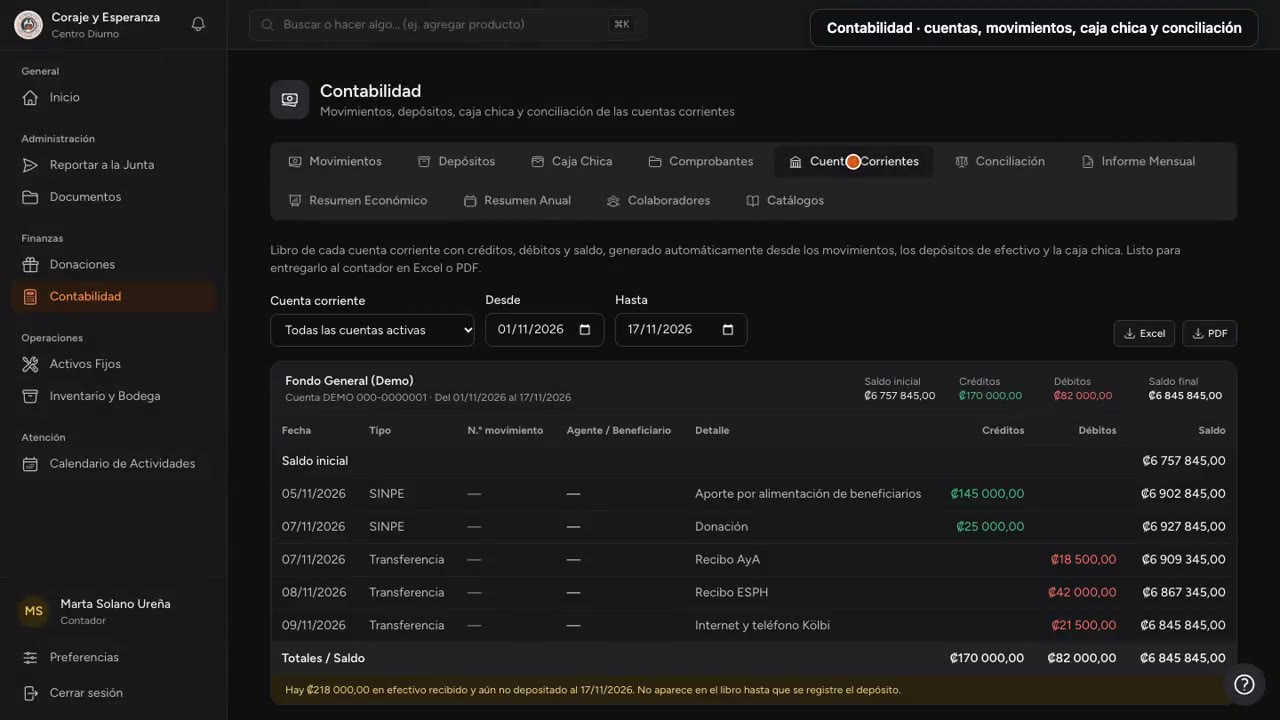 Coraje y Esperanza
Centro Diurno
Buscar o hacer algo... (ej. agregar producto)
⌘K
Contabilidad · cuentas, movimientos, caja chica y conciliación
General
Inicio
Administración
Reportar a la Junta
Documentos
Finanzas
Donaciones
Contabilidad
Operaciones
Activos Fijos
Inventario y Bodega
Atención
Calendario de Actividades
MS
Marta Solano Ureña
Contador
Preferencias
Cerrar sesión
Contabilidad
Movimientos, depósitos, caja chica y conciliación de las cuentas corrientes
Movimientos Depósitos Caja Chica Comprobantes Corrientes Conciliación Informe Mensual
Resumen Económico Resumen Anual Colaboradores Catálogos
Libro de cada cuenta corriente con créditos, débitos y saldo, generado automáticamente desde los movimientos, los depósitos de efectivo y la caja chica. Listo para
entregarlo al contador en Excel o PDF.
Cuenta corriente Desde Hasta
Todas las cuentas activas 01/11/2026 17/11/2026 Excel PDF
Fondo General (Demo)
Cuenta DEMO 000-0000001 · Del 01/11/2026 al 17/11/2026
Saldo inicial Créditos Débitos Saldo final
₡6 757 845,00 ₡170 000,00 ₡82 000,00 ₡6 845 845,00
Fecha Tipo N.° movimiento Agente / Beneficiario Detalle Créditos Débitos Saldo
Saldo inicial ₡6 757 845,00
05/11/2026 SINPE — — Aporte por alimentación de beneficiarios ₡145 000,00 ₡6 902 845,00
07/11/2026 SINPE — — Donación ₡25 000,00 ₡6 927 845,00
07/11/2026 Transferencia — — Recibo AyA ₡18 500,00 ₡6 909 345,00
08/11/2026 Transferencia — — Recibo ESPH ₡42 000,00 ₡6 867 345,00
09/11/2026 Transferencia — — Internet y teléfono Kölbi ₡21 500,00 ₡6 845 845,00
Totales / Saldo ₡170 000,00 ₡82 000,00 ₡6 845 845,00
Hay ₡218 000,00 en efectivo recibido y aún no depositado al 17/11/2026. No aparece en el libro hasta que se registre el depósito.
?